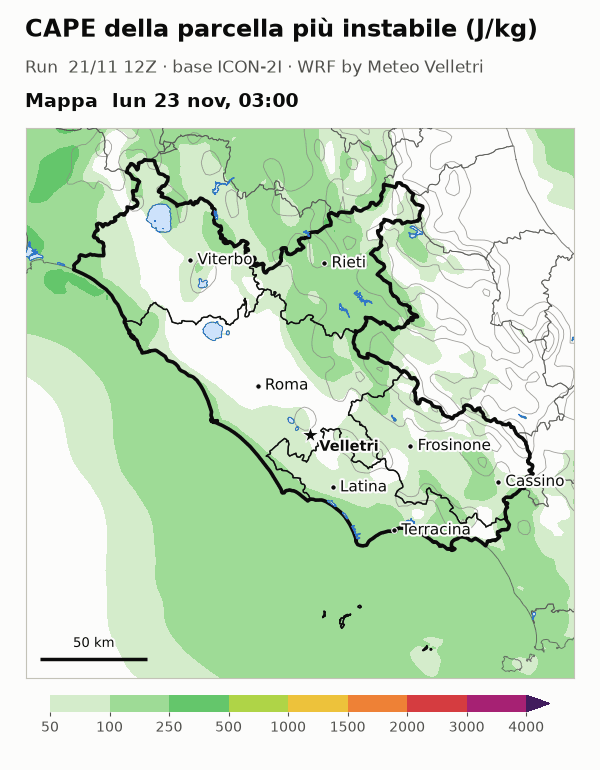 CAPE della parcella più instabile (J/kg)
Run  21/11 12Z · base ICON-2I · WRF by Meteo Velletri
Mappa  lun 23 nov, 03:00
Viterbo
Rieti
Roma
Velletri
Frosinone
Cassino
Latina
Terracina
50 km
50 100 250 500 1000 1500 2000 3000 4000